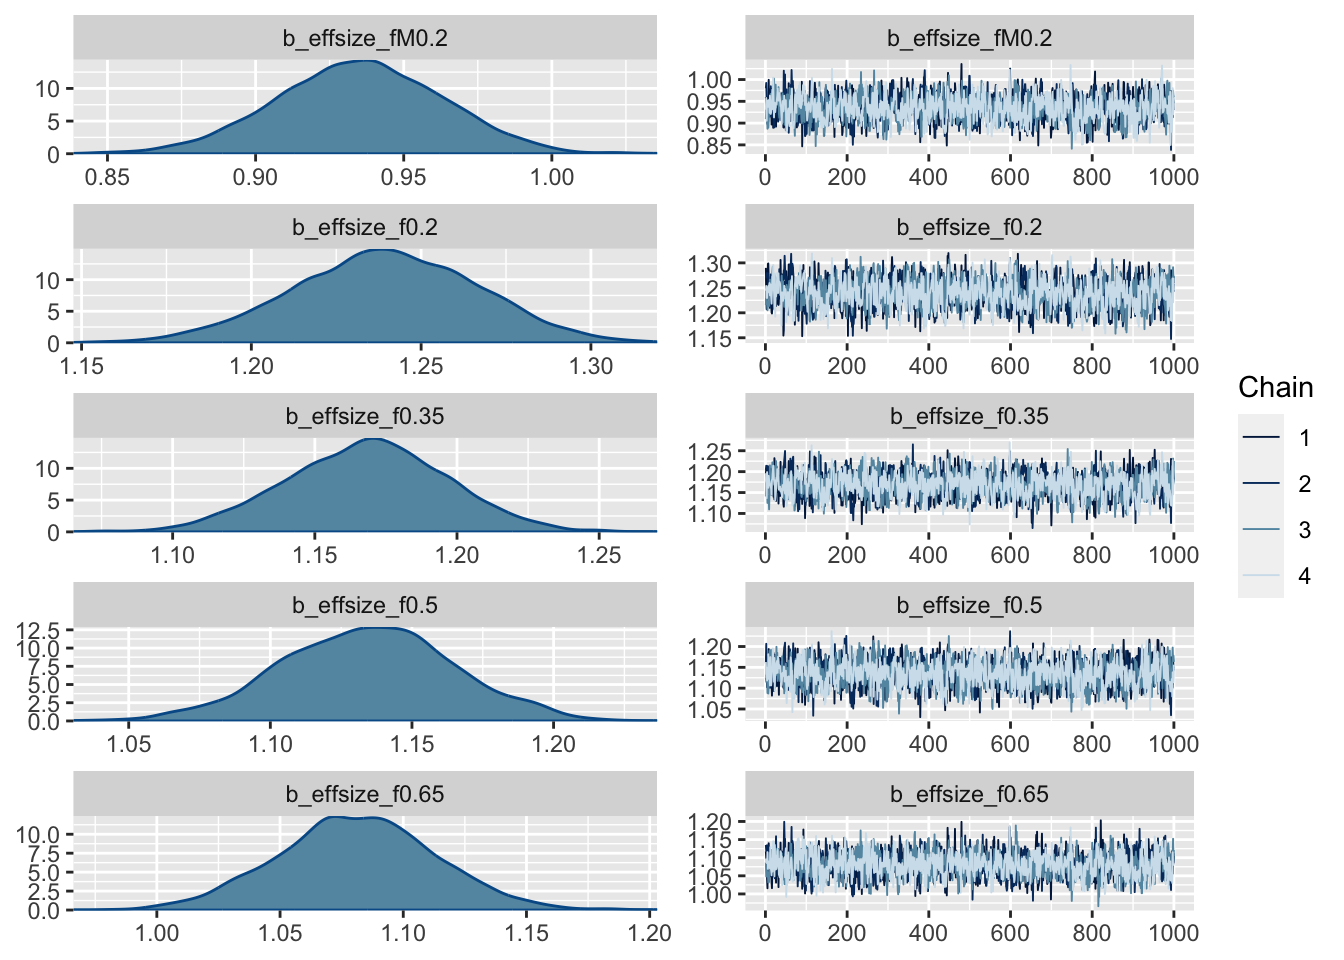 b_effsize_fM0.2
10
5
0
0.85 0.90 0.95 1.00
b_effsize_fM0.2
1.00
0.95
0.90
0.85
0 200 400 600 800 1000
b_effsize_f0.2
10
5
0
1.15 1.20 1.25 1.30
b_effsize_f0.2
1.30
1.25
1.20
1.15
0 200 400 600 800 1000
b_effsize_f0.35
10
5
0
1.10 1.15 1.20 1.25
b_effsize_f0.35
1.25
1.20
1.15
1.10
0 200 400 600 800 1000
b_effsize_f0.5
12.5
10.0
7.5
5.0
2.5
0.0
1.05 1.10 1.15 1.20
b_effsize_f0.5
1.20
1.15
1.10
1.05
0 200 400 600 800 1000
b_effsize_f0.65
10.0
7.5
5.0
2.5
0.0
1.00 1.05 1.10 1.15 1.20
b_effsize_f0.65
1.20
1.15
1.10
1.05
1.00
0 200 400 600 800 1000
Chain
1
2
3
4